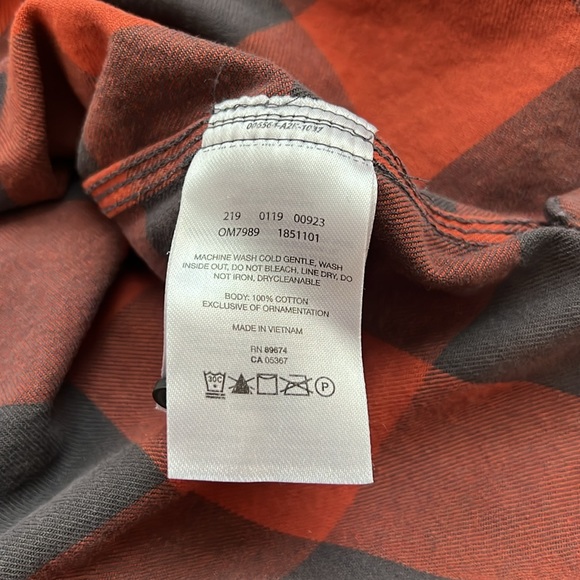 219 0119 00923
OM7989 1851101
MACHINE WASH COLD GENTLE, WASH
INSIDE OUT, DO NOT BLEACH, LINE DRY, DO
NOT IRON, DRYCLEANABLE
BODY: 100% COTTON
EXCLUSIVE OF ORNAMENTATION
MADE IN VIETNAM
RN 89674
CA 05367
30C
P